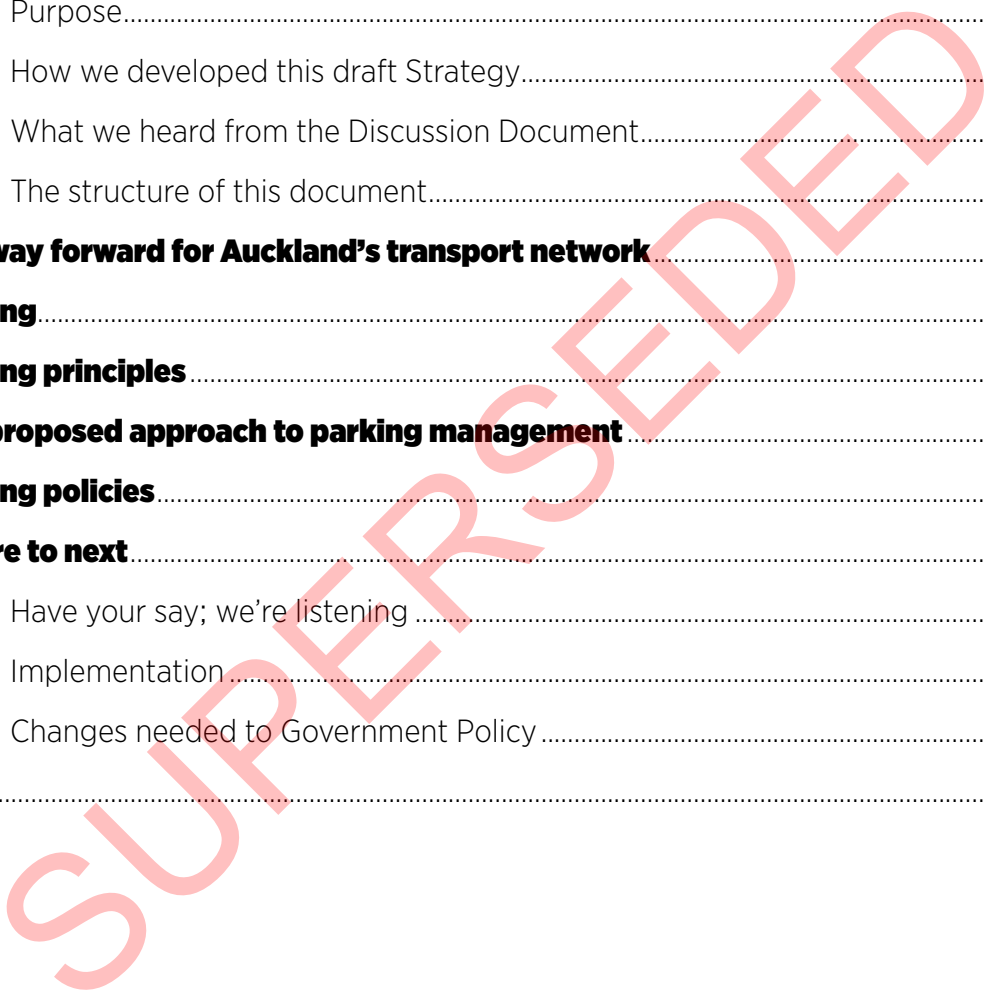 Purpose
How we developed this draft Strategy
What we heard from the Discussion Document
The structure of this document
way forward for Auckland's transport network
ng
ng principles
proposed approach to parking management
ng policies
re to next
Have your say; we're listening
Implementation
Changes needed to Government Policy
SUPERSEDED